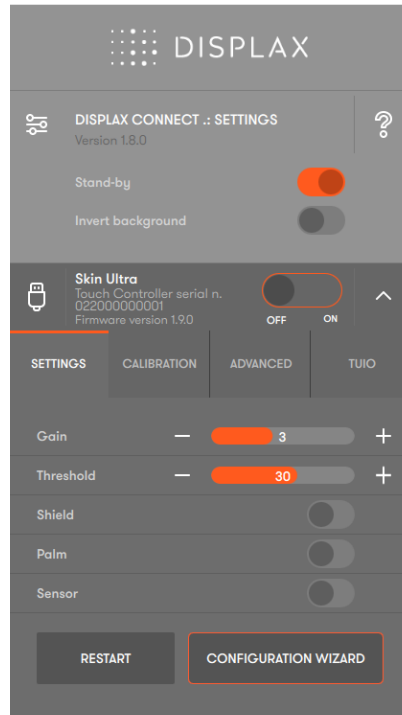 DISPLAX
DISPLAX CONNECT .: SETTINGS
Version 1.8.0
Stand-by
Invert background
Skin Ultra
Touch Controller serial n.
022000000001
Firmware version 1.9.0
OFF ON
SETTINGS CALIBRATION ADVANCED TUIO
Gain 3
Threshold 30
Shield
Palm
Sensor
RESTART CONFIGURATION WIZARD